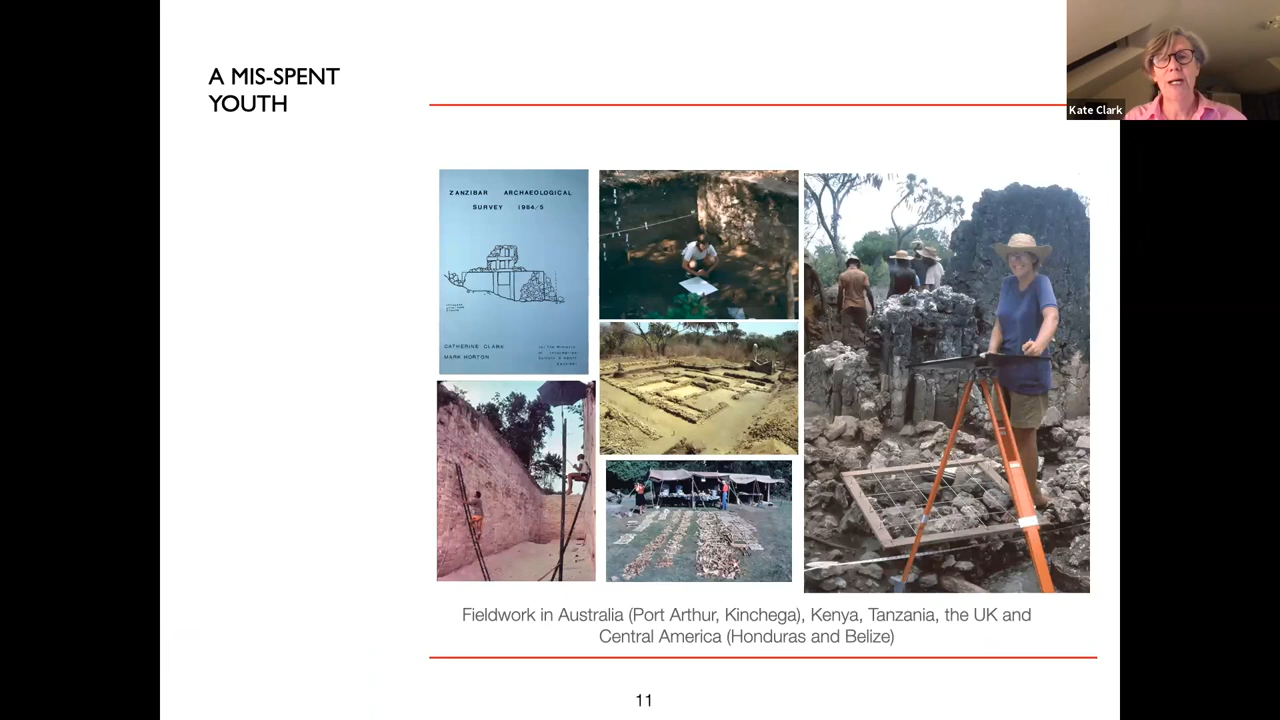 A MIS-SPENT
YOUTH
Kate Clark
ZANZIBAR ARCHAEOLOGICAL
SURVEY 1984/5
CATHERINE CLARK
MARK HORTON
Fieldwork in Australia (Port Arthur, Kinchega), Kenya, Tanzania, the UK and
Central America (Honduras and Belize)
11